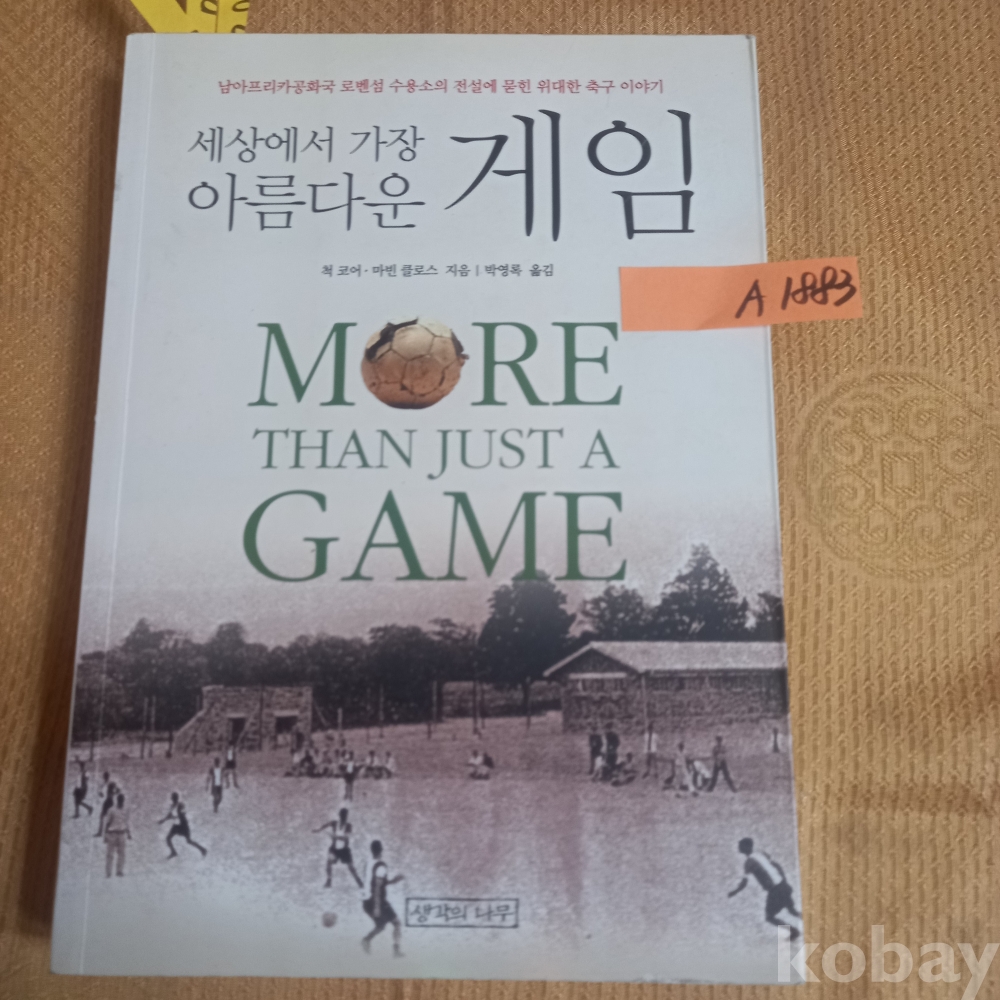 남아프리카공화국 로벤섬 수용소의 전설에 묻힌 위대한 축구 이야기
세상에서 가장
아름다운 게임
척 코어·마빈 클로스 지음 | 박영록 옮김
A 1883
MORE
THAN JUST A
GAME
생각의 나무
kobay